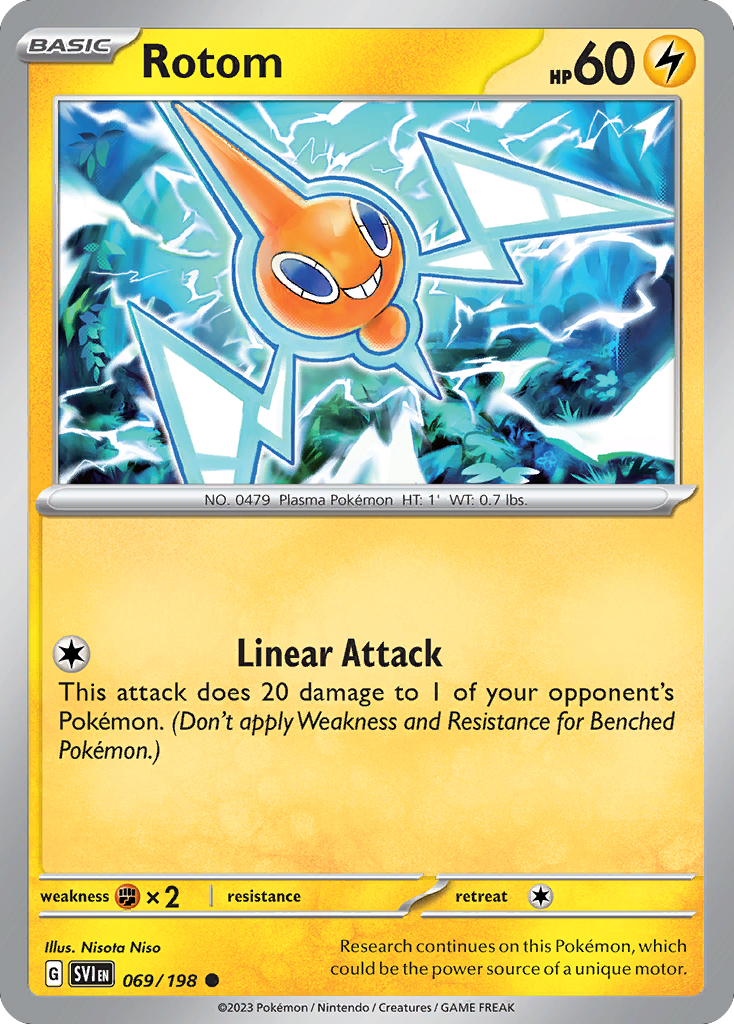 BASIC
Rotom
HP60
NO. 0479 Plasma Pokémon HT: 1' WT: 0.7 lbs.
Linear Attack
This attack does 20 damage to 1 of your opponent's
Pokémon. (Don't apply Weakness and Resistance for Benched
Pokémon.)
weakness ×2 resistance retreat
Illus. Nisota Niso
Research continues on this Pokémon, which
could be the power source of a unique motor.
G SVI EN 069/198
©2023 Pokémon / Nintendo / Creatures / GAME FREAK